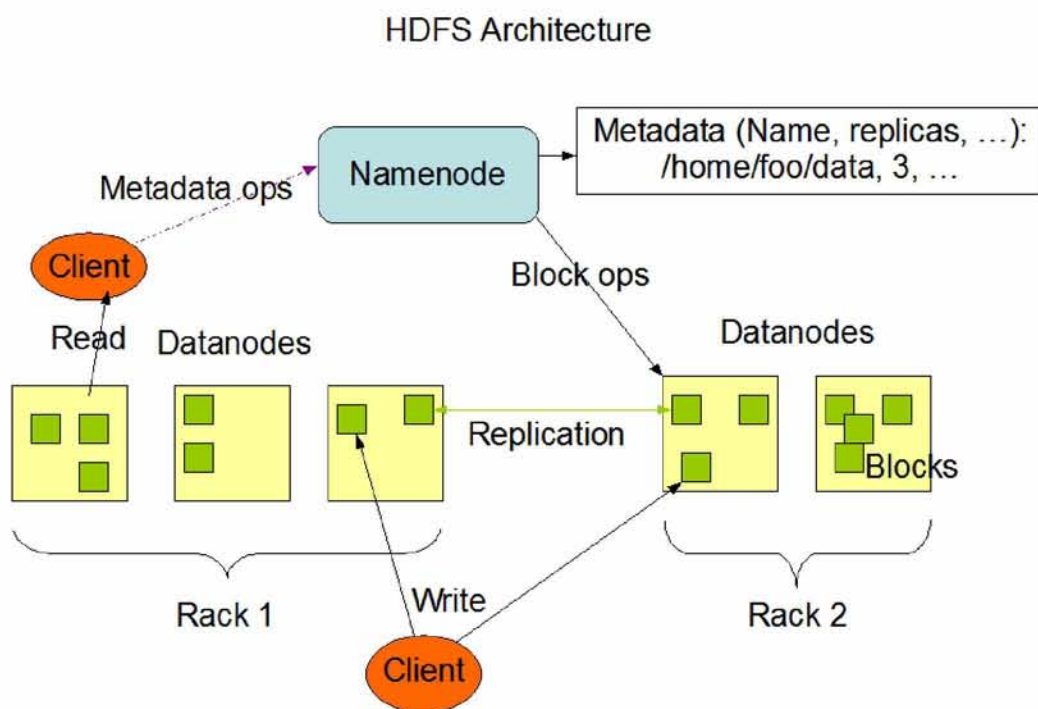 HDFS Architecture
Metadata (Name, replicas, …):
/home/foo/data, 3, …
Namenode
Metadata ops
Client
Block ops
Read
Datanodes
Datanodes
Replication
Blocks
Rack 1
Write
Rack 2
Client